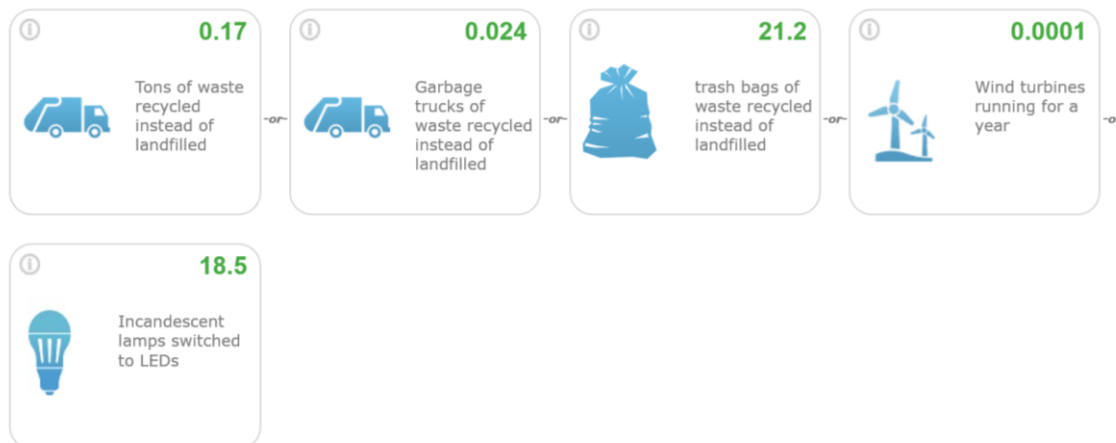 0.17
Tons of waste
recycled
instead of
landfilled
-or-
0.024
Garbage
trucks of
waste recycled
instead of
landfilled
-or-
21.2
trash bags of
waste recycled
instead of
landfilled
-or-
0.0001
Wind turbines
running for a
year
-o
18.5
Incandescent
lamps switched
to LEDs